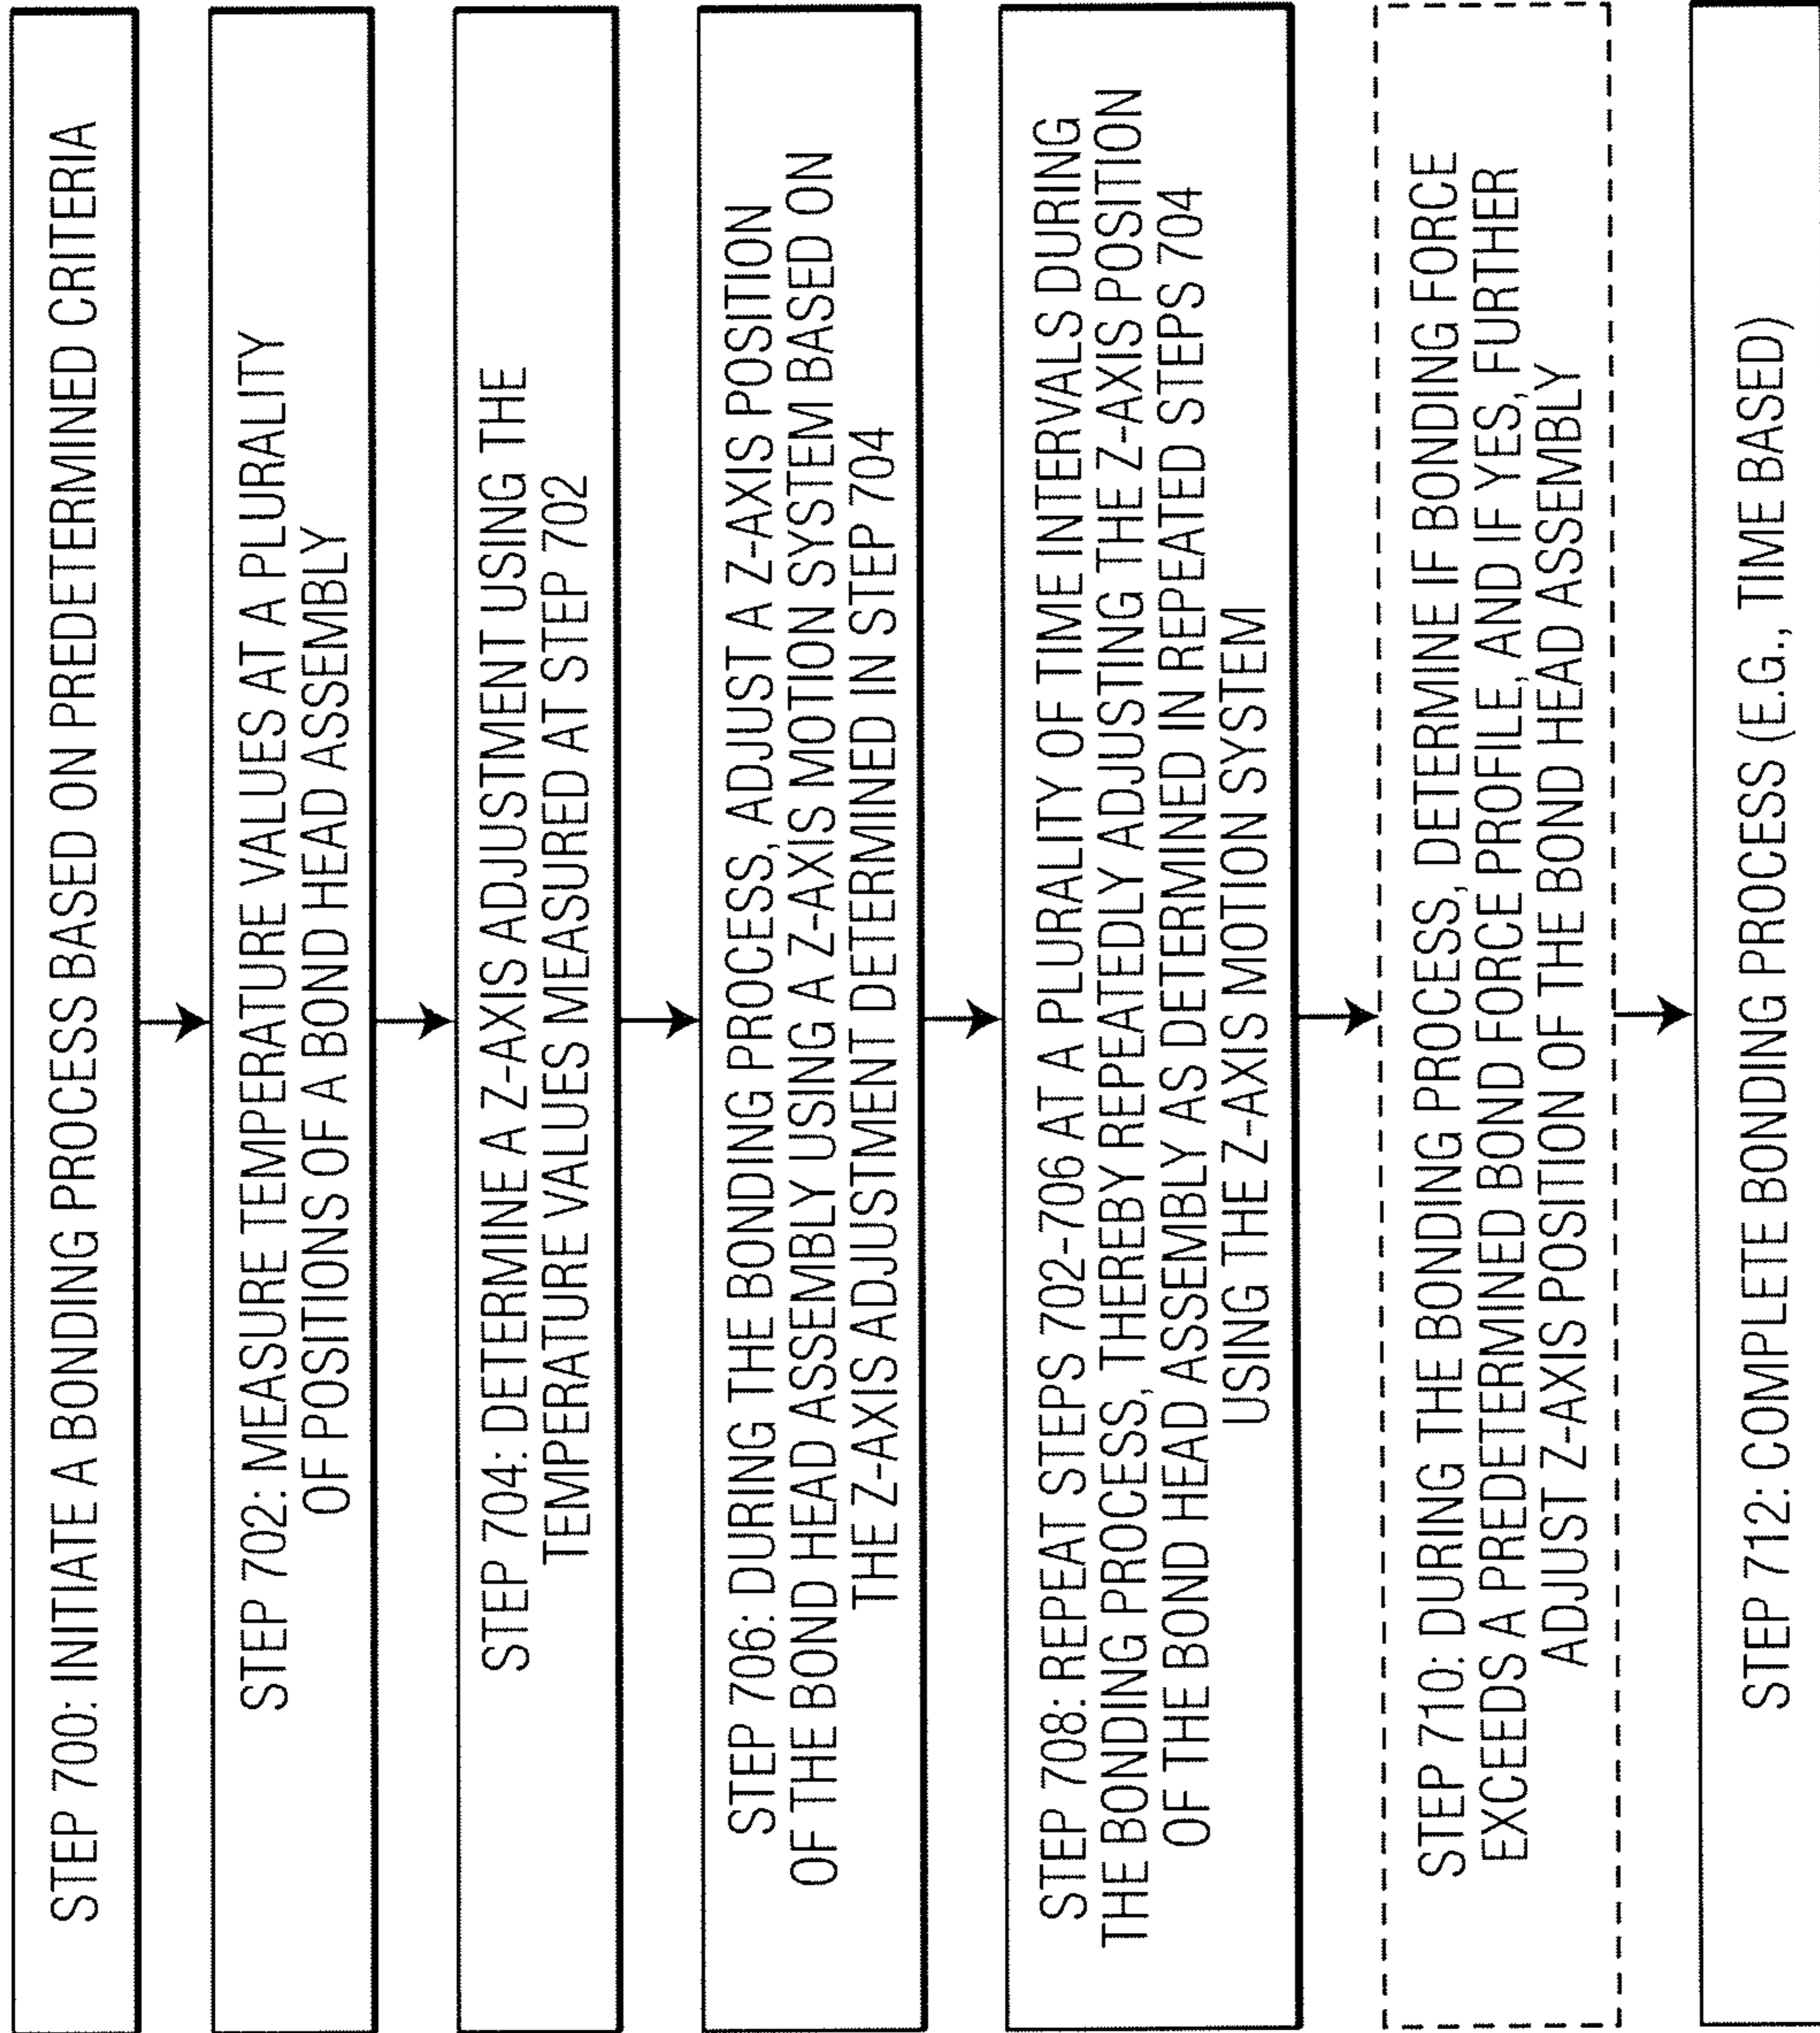 STEP 700: INITIATE A BONDING PROCESS BASED ON PREDETERMINED CRITERIA
STEP 702: MEASURE TEMPERATURE VALUES AT A PLURALITY
OF POSITIONS OF A BOND HEAD ASSEMBLY
STEP 704: DETERMINE A Z-AXIS ADJUSTMENT USING THE
TEMPERATURE VALUES MEASURED AT STEP 702
STEP 706: DURING THE BONDING PROCESS, ADJUST A Z-AXIS POSITION
OF THE BOND HEAD ASSEMBLY USING A Z-AXIS MOTION SYSTEM BASED ON
THE Z-AXIS ADJUSTMENT DETERMINED IN STEP 704
STEP 708: REPEAT STEPS 702-706 AT A PLURALITY OF TIME INTERVALS DURING
THE BONDING PROCESS, THEREBY REPEATEDLY ADJUSTING THE Z-AXIS POSITION
OF THE BOND HEAD ASSEMBLY AS DETERMINED IN REPEATED STEPS 704
USING THE Z-AXIS MOTION SYSTEM
STEP 710: DURING THE BONDING PROCESS, DETERMINE IF BONDING FORCE
EXCEEDS A PREDETERMINED BOND FORCE PROFILE, AND IF YES, FURTHER
ADJUST Z-AXIS POSITION OF THE BOND HEAD ASSEMBLY
STEP 712: COMPLETE BONDING PROCESS (E.G., TIME BASED)